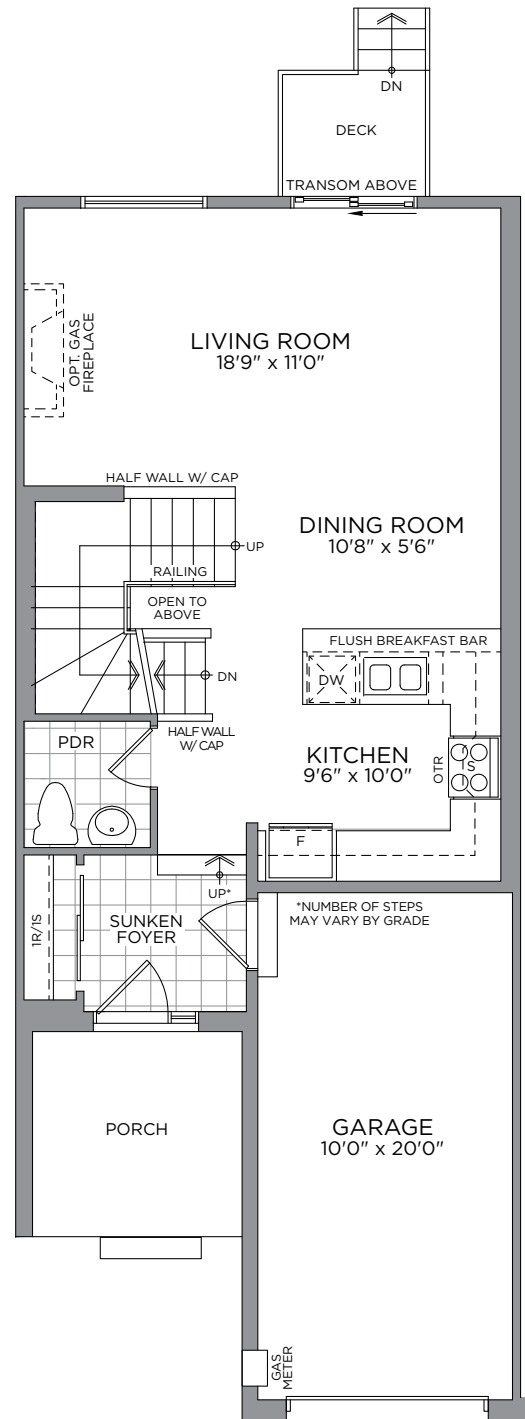 DN
DECK
TRANSOM ABOVE
LIVING ROOM
18'9" x 11'0"
OPT. GAS
FIREPLACE
HALF WALL W/ CAP
DINING ROOM
10'8" x 5'6"
UP
RAILING
OPEN TO
ABOVE
FLUSH BREAKFAST BAR
DW
DN
HALF WALL
W/ CAP
PDR
KITCHEN
9'6" x 10'0"
OTR
S
F
UP*
*NUMBER OF STEPS
MAY VARY BY GRADE
SUNKEN
FOYER
1R/1S
PORCH
GARAGE
10'0" x 20'0"
GAS
METER